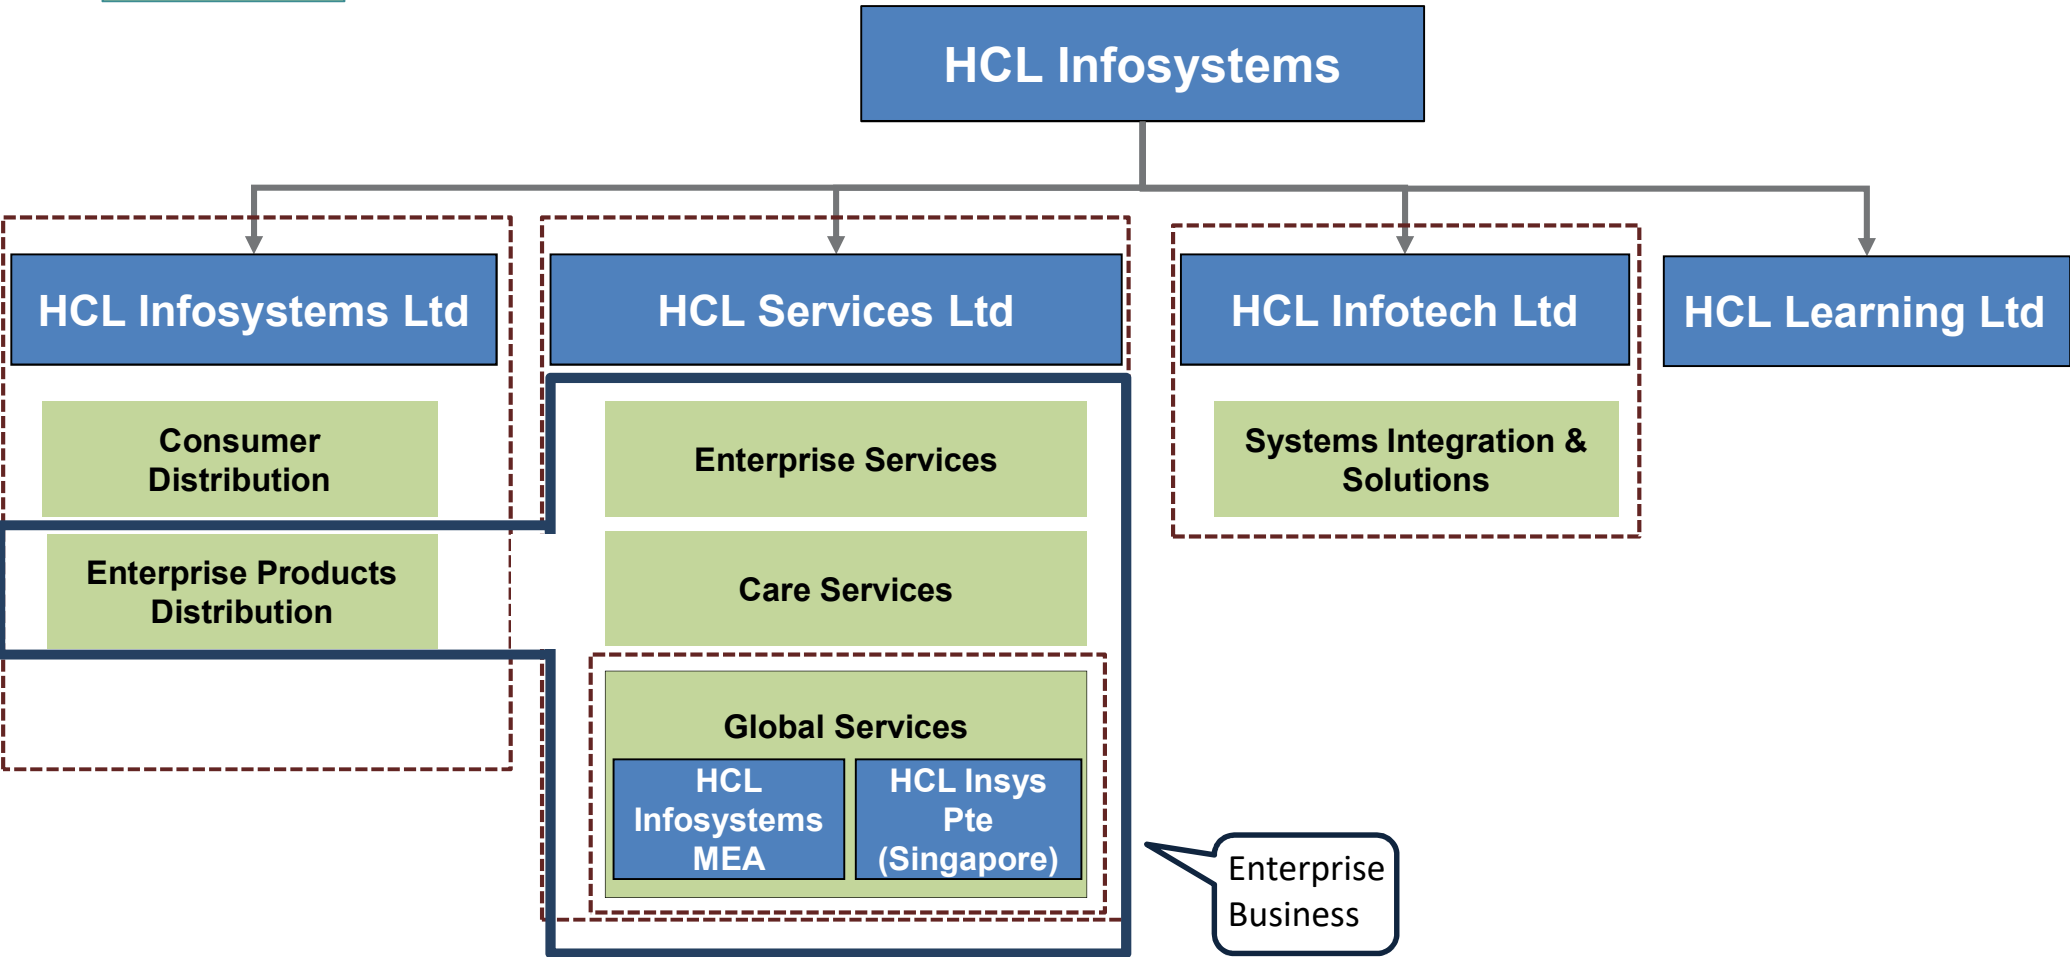 HCL Infosystems
HCL Infosystems Ltd
HCL Services Ltd
HCL Infotech Ltd
HCL Learning Ltd
Consumer
Distribution
Enterprise Products
Distribution
Enterprise Services
Care Services
Global Services
HCL
Infosystems
MEA
HCL Insys
Pte
(Singapore)
Systems Integration &
Solutions
Enterprise
Business